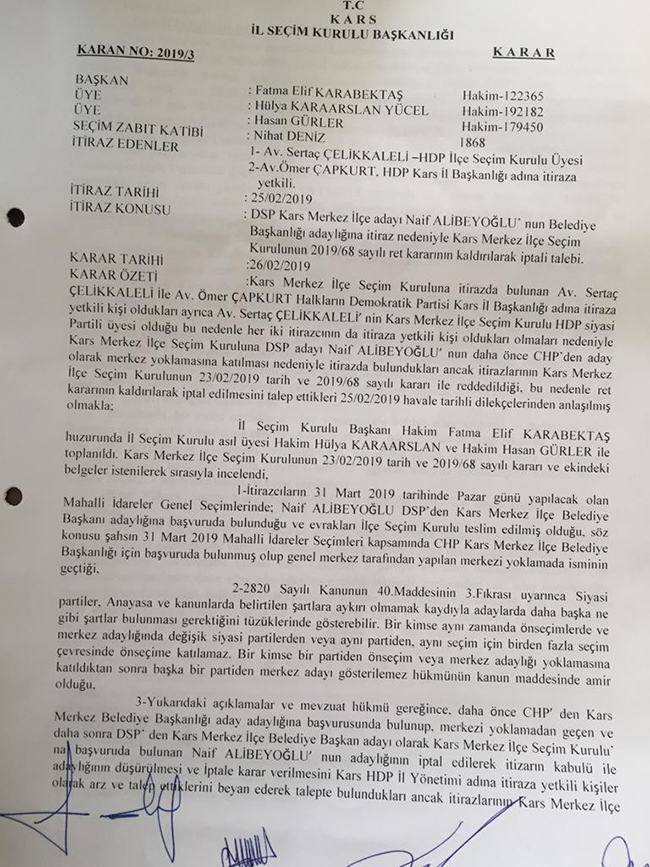 T.C
K A R S
İL SEÇİM KURULU BAŞKANLIĞI
KARAN NO: 2019/3 K A R A R
BAŞKAN : Fatma Elif KARABEKTAŞ Hakim-122365
ÜYE : Hülya KARAARSLAN YÜCEL Hakim-192182
ÜYE : Hasan GÜRLER Hakim-179450
SEÇİM ZABIT KATİBİ : Nihat DENİZ 1868
İTİRAZ EDENLER 1- Av. Sertaç ÇELİKKALELİ –HDP İlçe Seçim Kurulu Üyesi
2-Av.Ömer ÇAPKURT, HDP Kars İl Başkanlığı adına itiraza
yetkili.
İTİRAZ TARİHİ : 25/02/2019
İTİRAZ KONUSU : DSP Kars Merkez İlçe adayı Naif ALİBEYOĞLU' nun Belediye
Başkanlığı adaylığına itiraz nedeniyle Kars Merkez İlçe Seçim
Kurulunun 2019/68 sayılı ret kararının kaldırılarak iptali talebi.
KARAR TARİHİ :26/02/2019
KARAR ÖZETİ :Kars Merkez İlçe Seçim Kuruluna itirazda bulunan Av. Sertaç
ÇELİKKALELİ İle Av. Ömer ÇAPKURT Halkların Demokratik Partisi Kars İl Başkanlığı adına itiraza
yetkili kişi oldukları ayrıca Av. Sertaç ÇELİKKALELİ' nin Kars Merkez İlçe Seçim Kurulu HDP siyasi
Partili üyesi olduğu bu nedenle her iki itirazcının da itiraza yetkili kişi oldukları olmaları nedeniyle
Kars Merkez İlçe Seçim Kuruluna DSP adayı Naif ALİBEYOĞLU' nun daha önce CHP'den aday
olarak merkez yoklamasına katılması nedeniyle itirazda bulundukları ancak itirazlarının Kars Merkez
İlçe Seçim Kurulunun 23/02/2019 tarih ve 2019/68 sayılı kararı ile reddedildiği, bu nedenle ret
kararının kaldırılarak iptal edilmesini talep ettikleri 25/02/2019 havale tarihli dilekçelerinden anlaşılmış
olmakla;
İl Seçim Kurulu Başkanı Hakim Fatma Elif KARABEKTAŞ
huzurunda İl Seçim Kurulu asıl üyesi Hakim Hülya KARAARSLAN ve Hakim Hasan GÜRLER ile
toplanıldı. Kars Merkez İlçe Seçim Kurulunun 23/02/2019 tarih ve 2019/68 sayılı kararı ve ekindeki
belgeler istenilerek sırasıyla incelendi,
1-İtirazcıların 31 Mart 2019 tarihinde Pazar günü yapılacak olan
Mahalli İdareler Genel Seçimlerinde; Naif ALİBEYOĞLU DSP'den Kars Merkez İlçe Belediye
Başkanı adaylığına başvuruda bulunduğu ve evrakları İlçe Seçim Kurulu teslim edilmiş olduğu, söz
konusu şahsın 31 Mart 2019 Mahalli İdareler Seçimleri kapsamında CHP Kars Merkez İlçe Belediye
Başkanlığı için başvuruda bulunmuş olup genel merkez tarafından yapılan merkezi yoklamada isminin
geçtiği,
2-2820 Sayılı Kanunun 40.Maddesinin 3.Fıkrası uyarınca Siyasi
partiler, Anayasa ve kanunlarda belirtilen şartlara aykırı olmamak kaydıyla adaylarda daha başka ne
gibi şartlar bulunması gerektiğini tüzüklerinde gösterebilir. Bir kimse aynı zamanda önseçimlerde ve
merkez adaylığında değişik siyasi partilerden veya aynı partiden, aynı seçim için birden fazla seçim
çevresinde önseçime katılamaz. Bir kimse bir partiden önseçim veya merkez adaylığı yoklamasına
katıldıktan sonra başka bir partiden merkez adayı gösterilemez hükmünün kanun maddesinde amir
olduğu.
3-Yukarıdaki açıklamalar ve mevzuat hükmü gereğince, daha önce CHP' den Kars
Merkez Belediye Başkanlığı aday adaylığına başvurusunda bulunup, merkezi yoklamadan geçen ve
daha sonra DSP' den Kars Merkez İlçe Belediye Başkan adayı olarak Kars Merkez İlçe Seçim Kurulu'
na başvuruda bulunan Naif ALİBEYOĞLU' nun adaylığının iptal edilerek itizarın kabulü ile
adaylığının düşürülmesi ve İptale karar verilmesini Kars HDP İl Yönetimi adına itiraza yetkili kişiler
olarak arz ve talep ettiklerini beyan ederek talepte bulundukları ancak itirazlarının Kars Merkez İlçe